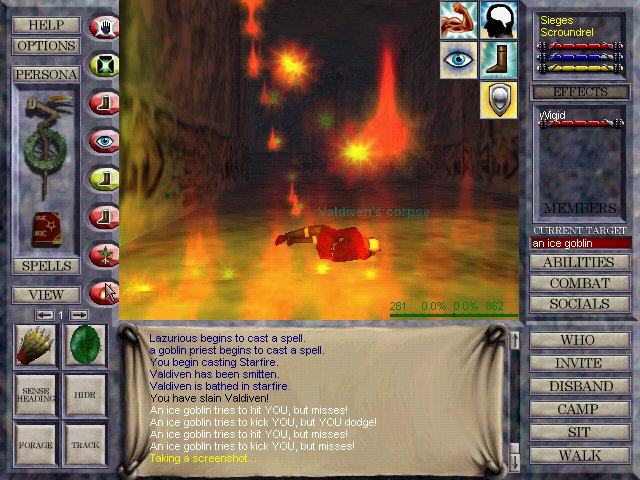 HELP
OPTIONS
PERSONA
SPELLS
VIEW
1
SENSE HEADING
HIDE
FORAGE
TRACK
Valdiven's corpse
281 0.0% 0.0% 862
Lazurious begins to cast a spell.
a goblin priest begins to cast a spell.
You begin casting Starfire.
Valdiven has been smitten.
Valdiven is bathed in starfire.
You have slain Valdiven!
An ice goblin tries to hit YOU, but misses!
An ice goblin tries to kick YOU, but YOU dodge!
An ice goblin tries to hit YOU, but misses!
An ice goblin tries to kick YOU, but misses!
Taking a screenshot...
Sieges
Scroundrel
EFFECTS
Wigid
MEMBERS
CURRENT TARGET
an ice goblin
ABILITIES
COMBAT
SOCIALS
WHO
INVITE
DISBAND
CAMP
SIT
WALK